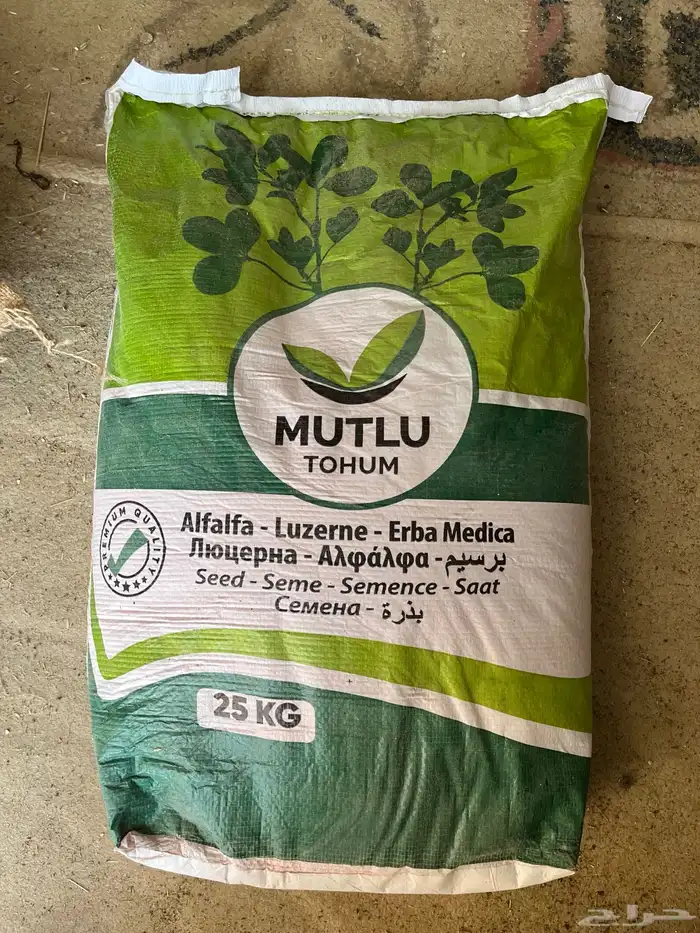 MUTLU
TOHUM
PREMIUM QUALITY
Alfalfa - Luzerne - Erba Medica
Люцерна - Αλφάλφα - برسيم
Seed - Seme - Semence - Saat
Семена - بذرة
25 KG
حراج